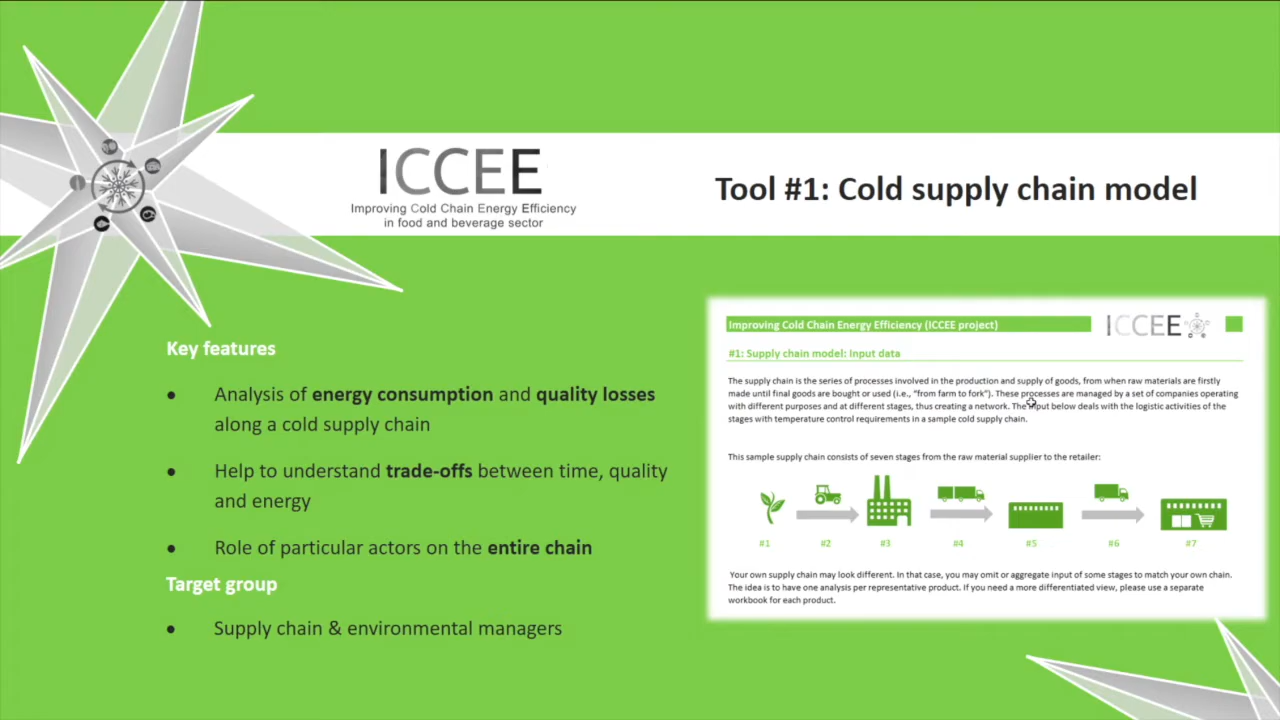 ICCEE
Improving Cold Chain Energy Efficiency
in food and beverage sector
Tool #1: Cold supply chain model
Key features
• Analysis of energy consumption and quality losses
along a cold supply chain
• Help to understand trade-offs between time, quality
and energy
• Role of particular actors on the entire chain
Target group
• Supply chain & environmental managers
Improving Cold Chain Energy Efficiency (ICCEE project)
ICCEE
#1: Supply chain model: Input data
The supply chain is the series of processes involved in the production and supply of goods, from when raw materials are firstly
made until final goods are bought or used (i.e., "from farm to fork"). These processes are managed by a set of companies operating
with different purposes and at different stages, thus creating a network. The input below deals with the logistic activities of the
stages with temperature control requirements in a sample cold supply chain.
This sample supply chain consists of seven stages from the raw material supplier to the retailer:
#1 #2 #3 #4 #5 #6 #7
Your own supply chain may look different. In that case, you may omit or aggregate input of some stages to match your own chain.
The idea is to have one analysis per representative product. If you need a more differentiated view, please use a separate
workbook for each product.